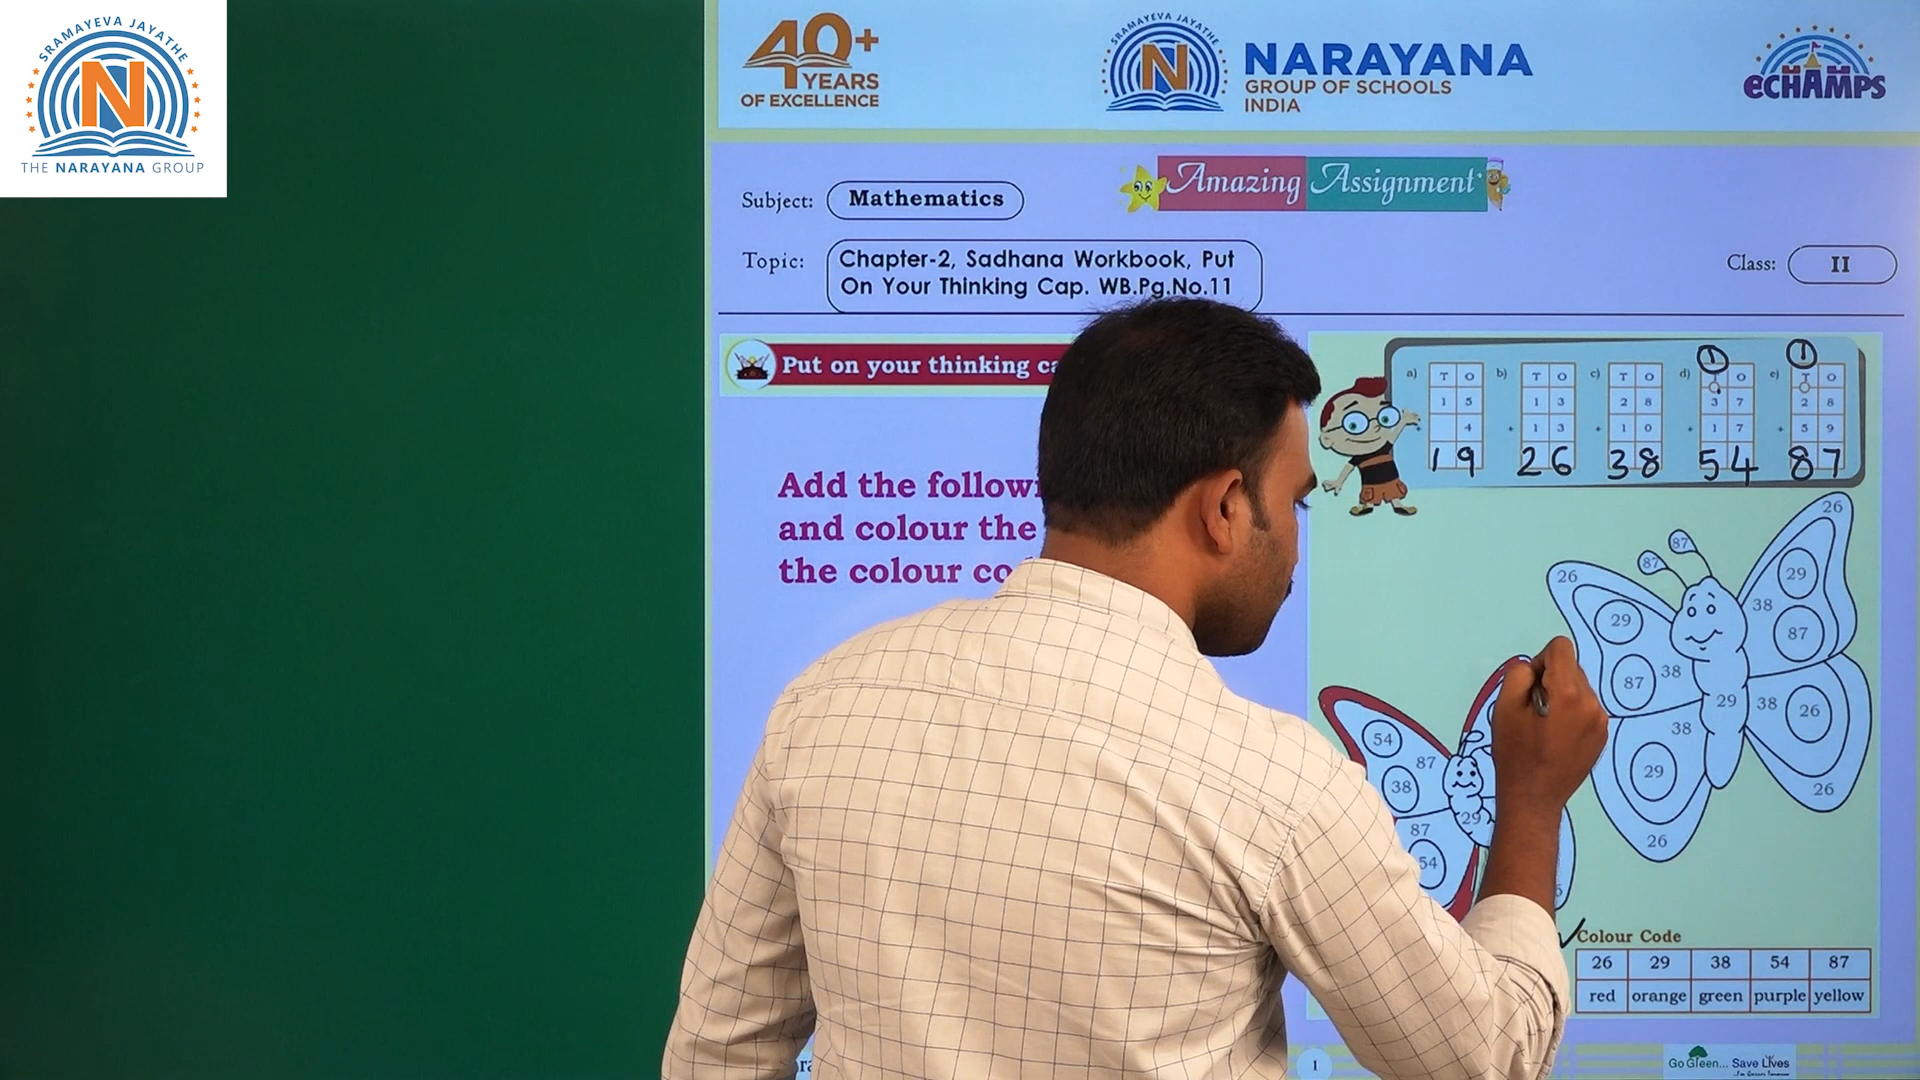 SRAMAYEVA JAYATHE
N
THE NARAYANA GROUP
40+
YEARS
OF EXCELLENCE
SRAMAYEVA JAYATHE
N
NARAYANA
GROUP OF SCHOOLS
INDIA
eCHAMPS
Amazing Assignment
Subject: Mathematics
Topic: Chapter-2, Sadhana Workbook, Put
On Your Thinking Cap. WB.Pg.No.11
Class: II
Put on your thinking
Add the
and colour the
the colour
a) T O b) T O c) T O d) T O e) T O
1 1
1 5 1 3 2 8 3 7 2 8
+ 4 + 1 3 + 1 0 + 1 7 + 5 9
19 26 38 54 87
26
87
87
26 29
38
29 87
38
87
29 38 26
38
29
26
26
54
87
38
29
87
54
Colour Code
26 29 38 54 87
red orange green purple yellow
1
Go Green... Save Lives